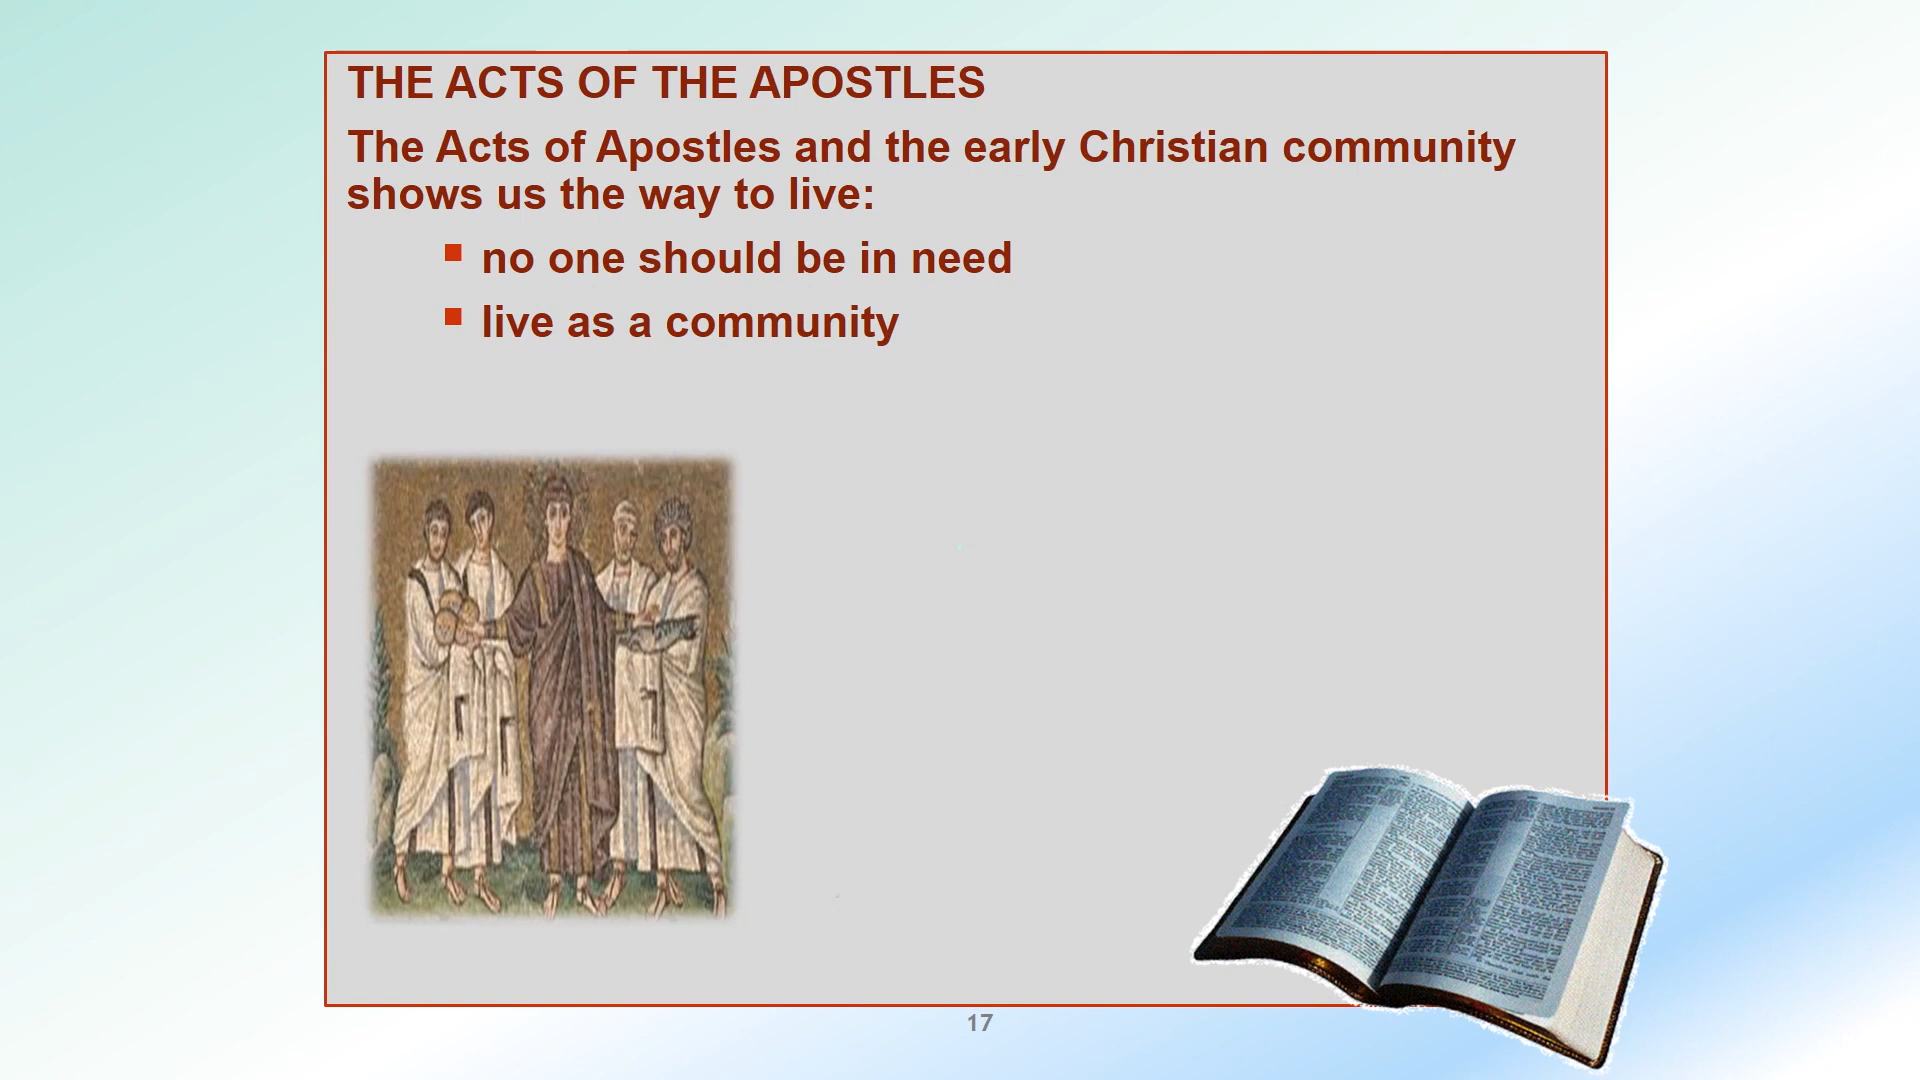 THE ACTS OF THE APOSTLES
The Acts of Apostles and the early Christian community
shows us the way to live:
no one should be in need
live as a community
17